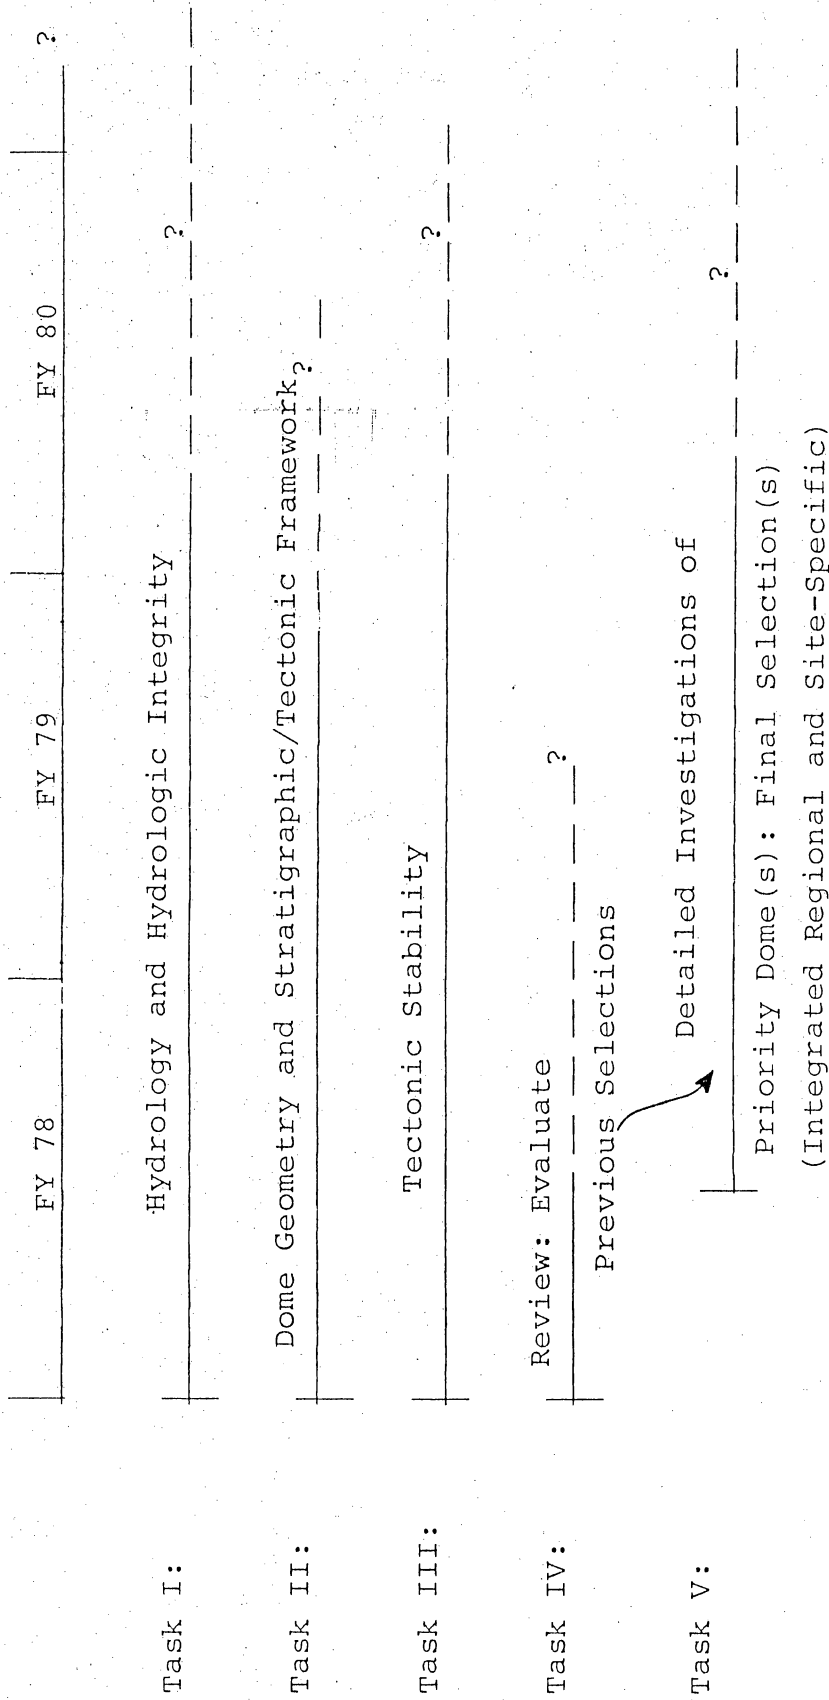 FY 78 FY 79 FY 80 ?
Task I: Hydrology and Hydrologic Integrity ?
Task II: Dome Geometry and Stratigraphic/Tectonic Framework ?
Task III: Tectonic Stability ?
Task IV: Review: Evaluate ?
Previous Selections
Task V: Detailed Investigations of ?
Priority Dome(s): Final Selection(s)
(Integrated Regional and Site-Specific)